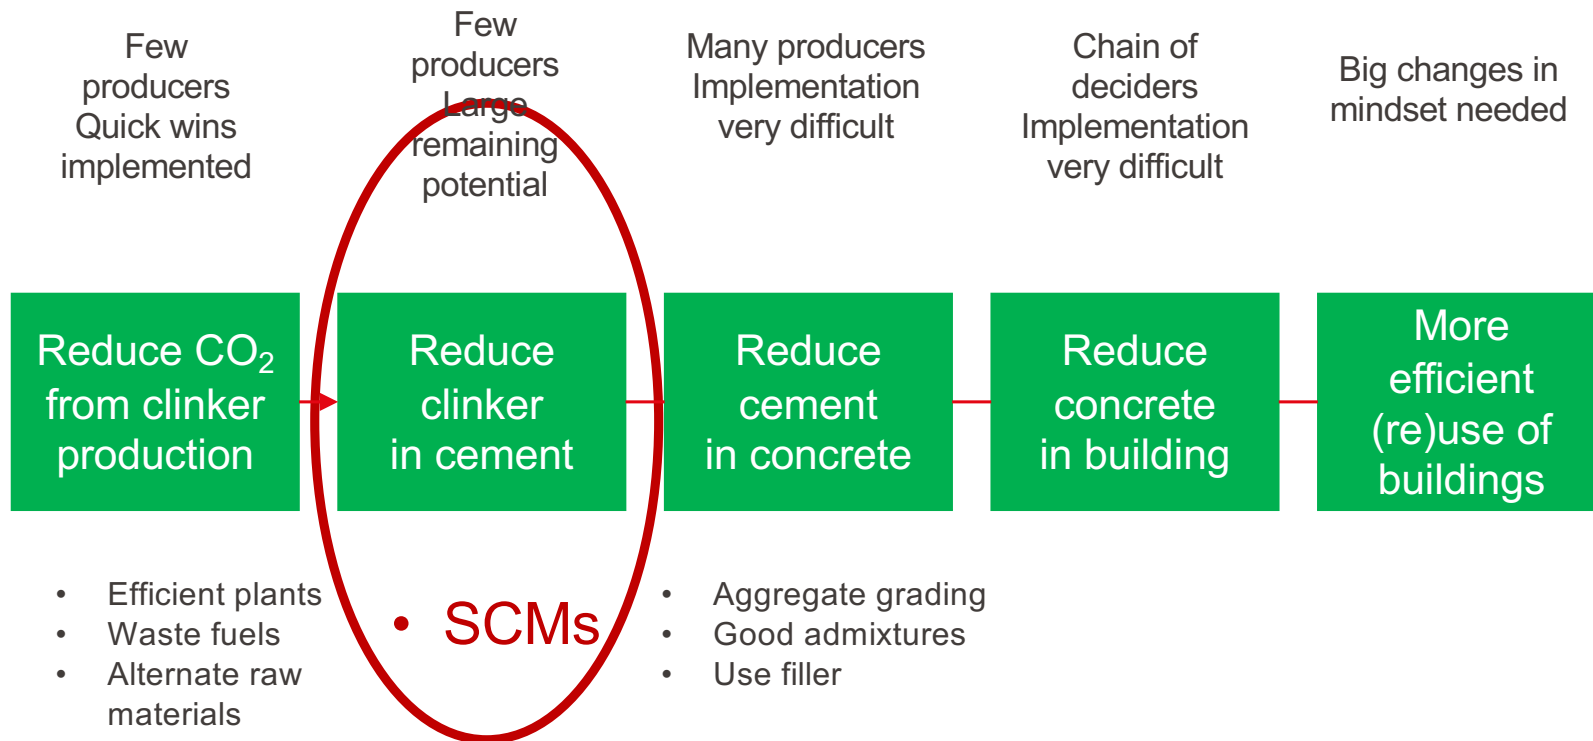 Few
producers
Quick wins
implemented
Few
producers
Large
remaining
potential
Many producers
Implementation
very difficult
Chain of
deciders
Implementation
very difficult
Big changes in
mindset needed
Reduce CO₂
from clinker
production
Reduce
clinker
in cement
Reduce
cement
in concrete
Reduce
concrete
in building
More
efficient
(re)use of
buildings
• Efficient plants
• Waste fuels
• Alternate raw
materials
• SCMs
• Aggregate grading
• Good admixtures
• Use filler